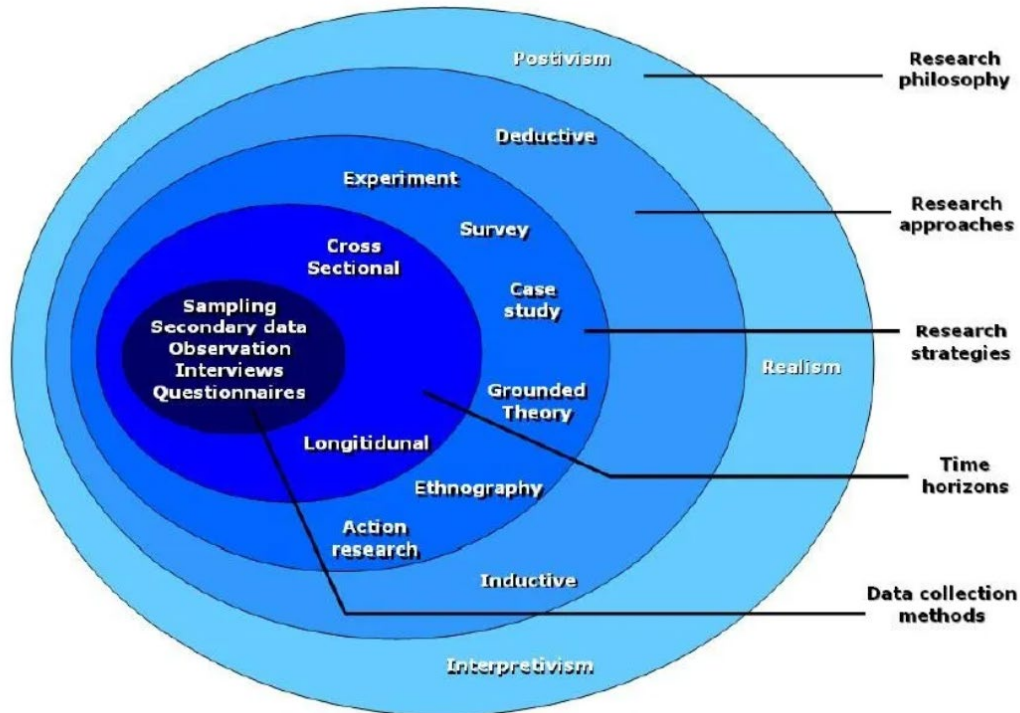 Postivism
Research
philosophy
Deductive
Experiment
Research
approaches
Survey
Cross
Sectional
Case
study
Sampling
Secondary data
Observation
Interviews
Questionnaires
Research
strategies
Realism
Grounded
Theory
Longitidunal
Time
horizons
Ethnography
Action
research
Inductive
Data collection
methods
Interpretivism